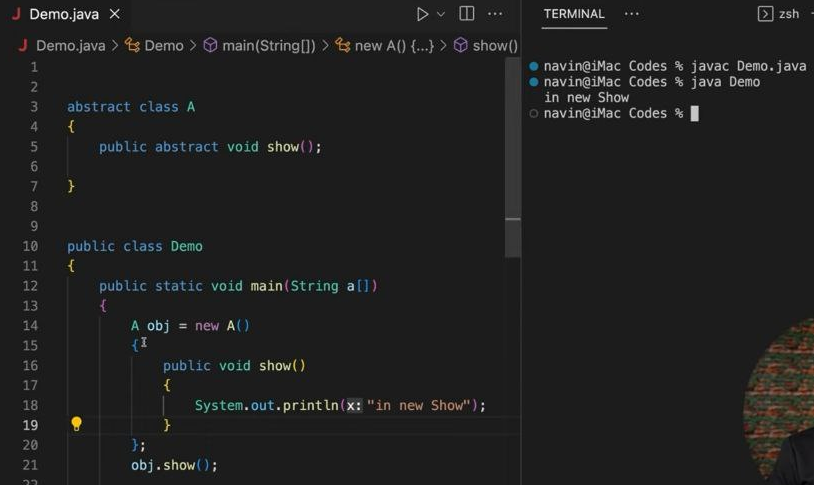 J Demo.java ×
J Demo.java > Demo > main(String[]) > new A() {...} > show()
1
2
3 abstract class A
4 {
5 public abstract void show();
6
7 }
8
9
10 public class Demo
11 {
12 public static void main(String a[])
13 {
14 A obj = new A()
15 {
16 public void show()
17 {
18 System.out.println(x: "in new Show");
19 }
20 };
21 obj.show();
22
TERMINAL ··· zsh
navin@iMac Codes % javac Demo.java
navin@iMac Codes % java Demo
in new Show
navin@iMac Codes %